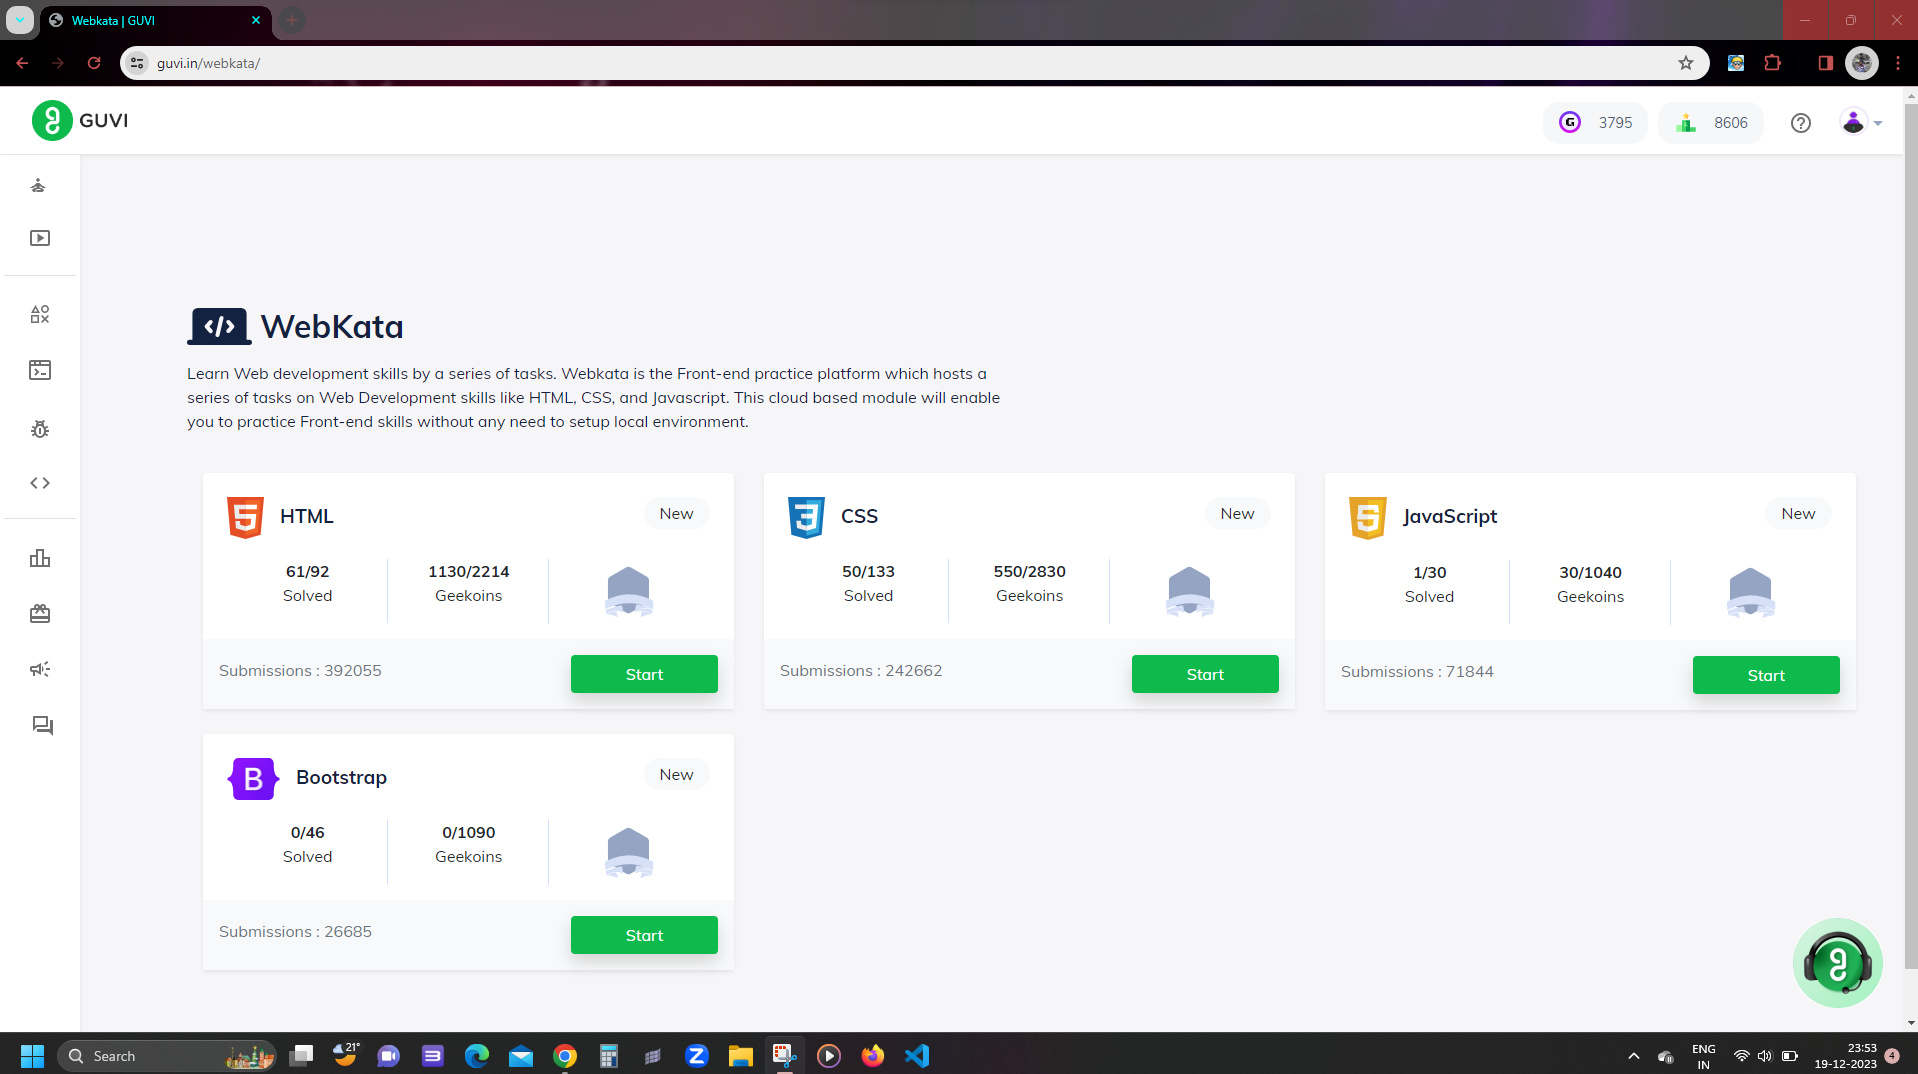 Webkata | GUVI
guvi.in/webkata/
GUVI
3795
8606
WebKata
Learn Web development skills by a series of tasks. Webkata is the Front-end practice platform which hosts a
series of tasks on Web Development skills like HTML, CSS, and Javascript. This cloud based module will enable
you to practice Front-end skills without any need to setup local environment.
HTML
New
61/92
Solved
1130/2214
Geekoins
Submissions : 392055
Start
CSS
New
50/133
Solved
550/2830
Geekoins
Submissions : 242662
Start
JavaScript
New
1/30
Solved
30/1040
Geekoins
Submissions : 71844
Start
B
Bootstrap
New
0/46
Solved
0/1090
Geekoins
Submissions : 26685
Start
Search
21°
ENG
IN
23:53
19-12-2023
4